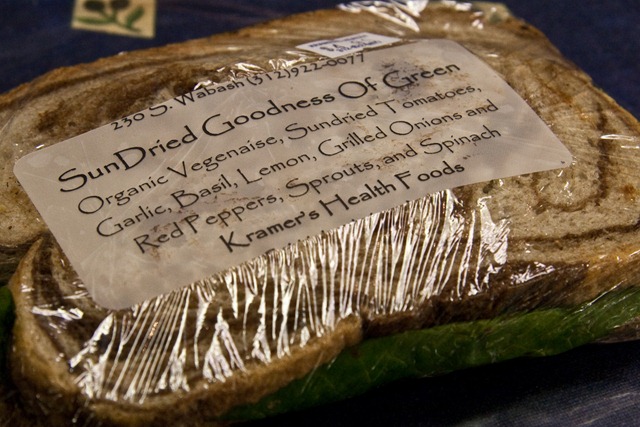 230 S. Wabash (312)922-0077
SunDried Goodness Of Green
Organic Vegenaise, Sundried Tomatoes,
Garlic, Basil, Lemon, Grilled Onions and
Red Peppers, Sprouts, and Spinach
Kramer's Health Foods